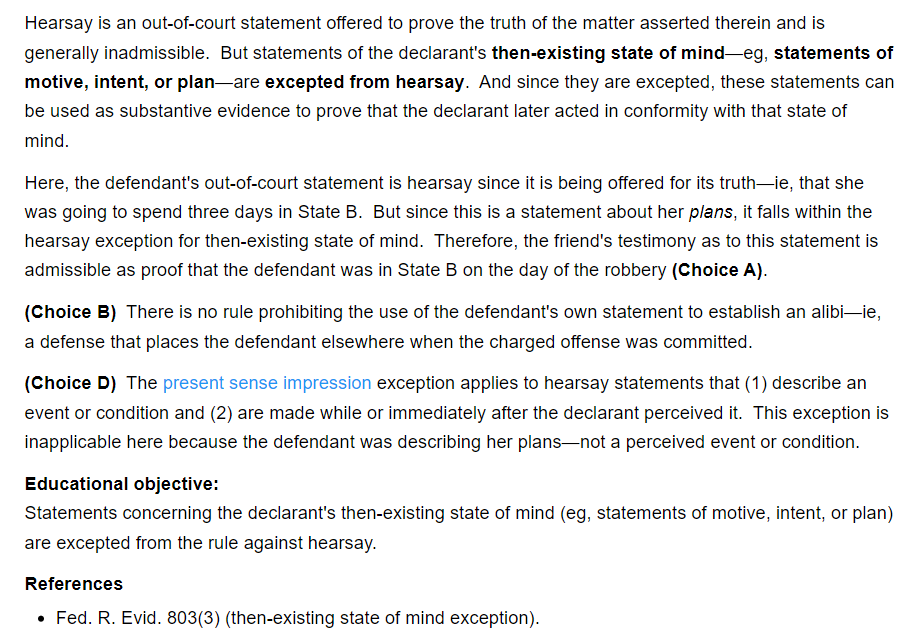 Hearsay is an out-of-court statement offered to prove the truth of the matter asserted therein and is
generally inadmissible.  But statements of the declarant's then-existing state of mind—eg, statements of
motive, intent, or plan—are excepted from hearsay.  And since they are excepted, these statements can
be used as substantive evidence to prove that the declarant later acted in conformity with that state of
mind.
Here, the defendant's out-of-court statement is hearsay since it is being offered for its truth—ie, that she
was going to spend three days in State B.  But since this is a statement about her plans, it falls within the
hearsay exception for then-existing state of mind.  Therefore, the friend's testimony as to this statement is
admissible as proof that the defendant was in State B on the day of the robbery (Choice A).
(Choice B)  There is no rule prohibiting the use of the defendant's own statement to establish an alibi—ie,
a defense that places the defendant elsewhere when the charged offense was committed.
(Choice D)  The present sense impression exception applies to hearsay statements that (1) describe an
event or condition and (2) are made while or immediately after the declarant perceived it.  This exception is
inapplicable here because the defendant was describing her plans—not a perceived event or condition.
Educational objective:
Statements concerning the declarant's then-existing state of mind (eg, statements of motive, intent, or plan)
are excepted from the rule against hearsay.
References
• Fed. R. Evid. 803(3) (then-existing state of mind exception).